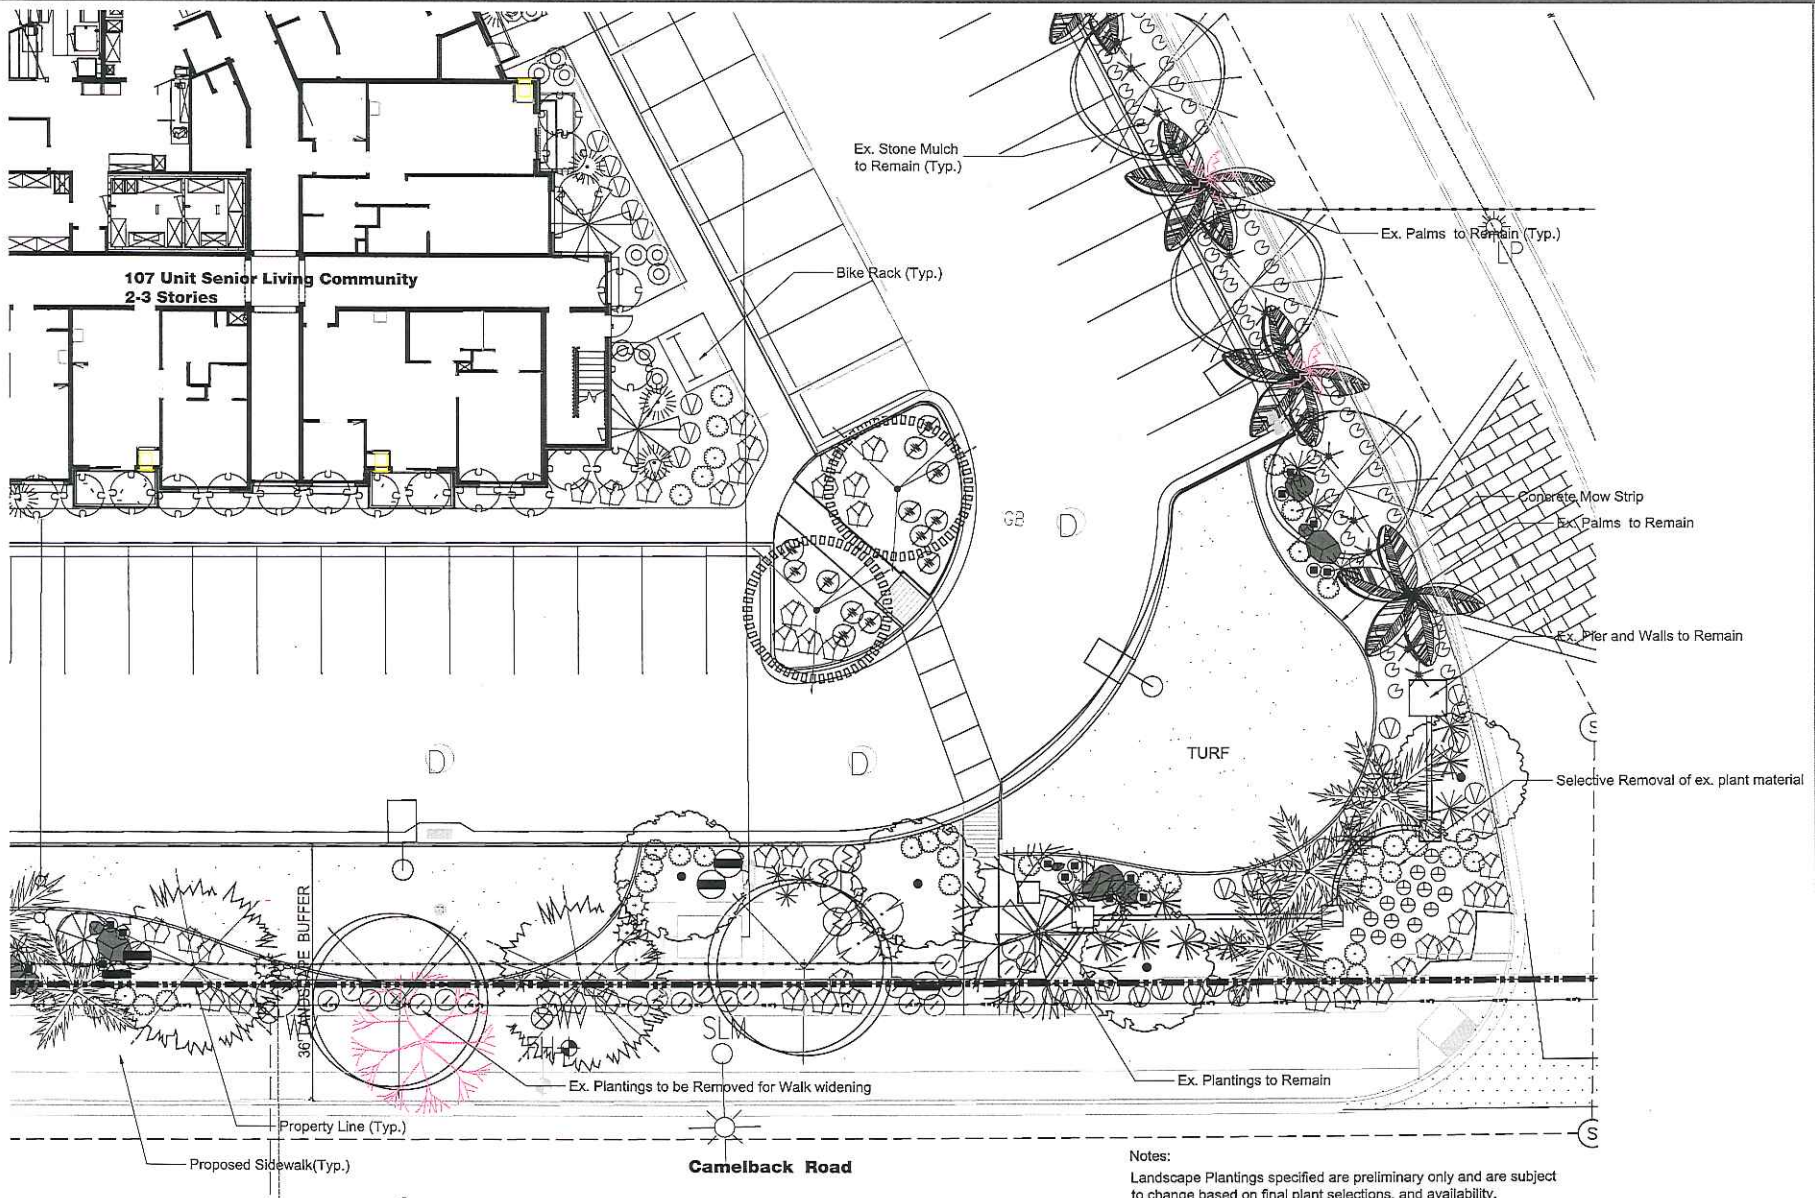 Ex. Stone Mulch
to Remain (Typ.)
Ex. Palms to Remain (Typ.)
LP
107 Unit Senior Living Community
2-3 Stories
Bike Rack (Typ.)
Concrete Mow Strip
Ex. Palms to Remain
GB
D
Ex. Pier and Walls to Remain
S
TURF
D
D
Selective Removal of ex. plant material
36' LANDSCAPE BUFFER
SLM
FH
Ex. Plantings to be Removed for Walk widening
Ex. Plantings to Remain
Property Line (Typ.)
S
Proposed Sidewalk(Typ.)
Camelback Road
Notes:
Landscape Plantings specified are preliminary only and are subject
to change based on final plant selections, and availability.